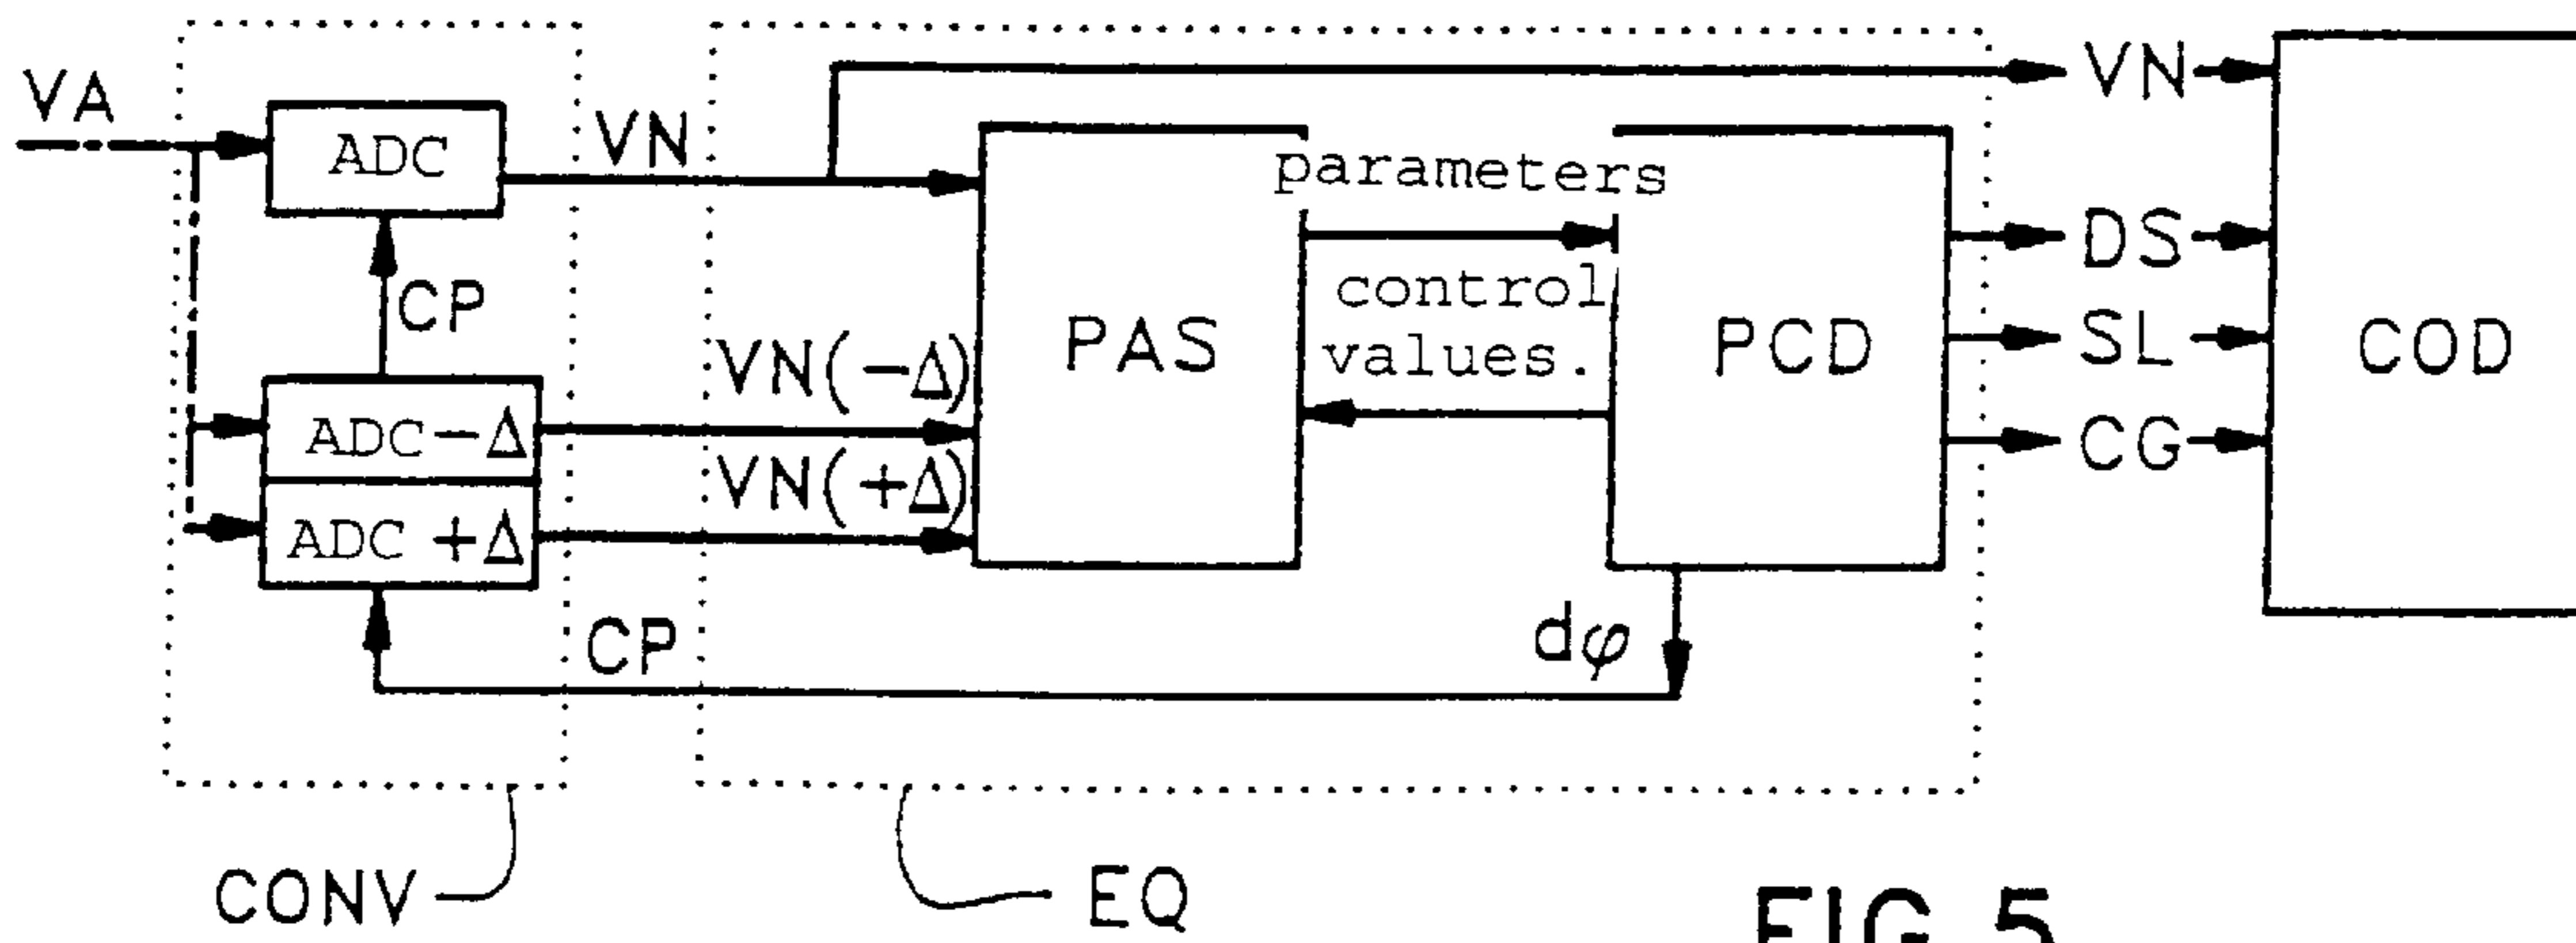 VA
ADC
VN
CP
ADC-Δ
ADC +Δ
VN(-Δ)
VN(+Δ)
CP
PAS
parameters
control
values.
PCD
dφ
VN
DS
SL
CG
COD
CONV
EQ
FIG.5